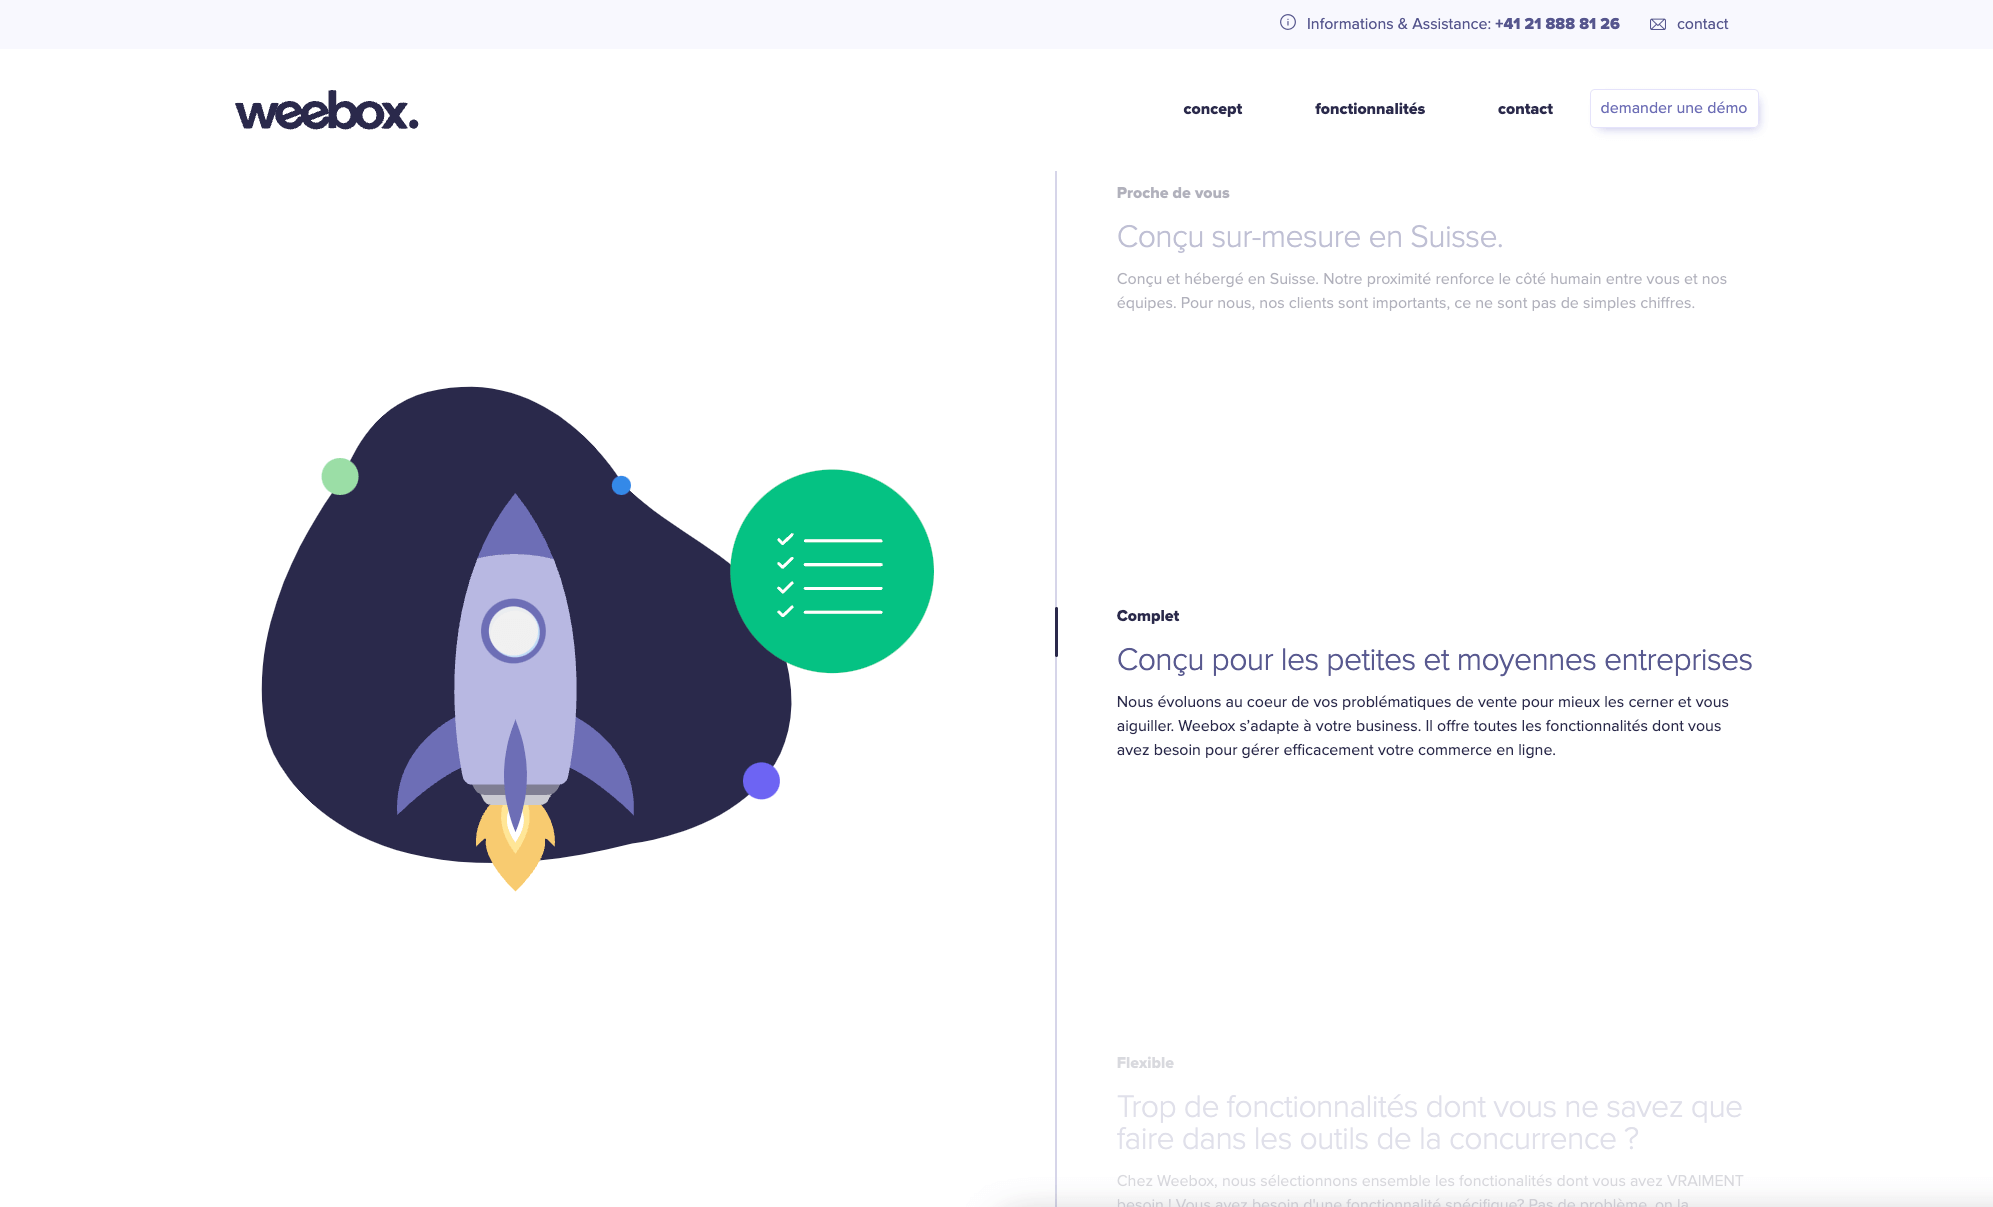 Informations & Assistance: +41 21 888 81 26 contact
weebox.
concept fonctionnalités contact demander une démo
Proche de vous
Conçu sur-mesure en Suisse.
Conçu et hébergé en Suisse. Notre proximité renforce le côté humain entre vous et nos
équipes. Pour nous, nos clients sont importants, ce ne sont pas de simples chiffres.
Complet
Conçu pour les petites et moyennes entreprises
Nous évoluons au coeur de vos problématiques de vente pour mieux les cerner et vous
aiguiller. Weebox s’adapte à votre business. Il offre toutes les fonctionnalités dont vous
avez besoin pour gérer efficacement votre commerce en ligne.
Flexible
Trop de fonctionnalités dont vous ne savez que
faire dans les outils de la concurrence ?
Chez Weebox, nous sélectionnons ensemble les fonctionalités dont vous avez VRAIMENT
besoin ! Vous avez besoin d'une fonctionnalité spécifique? Pas de problème, on la